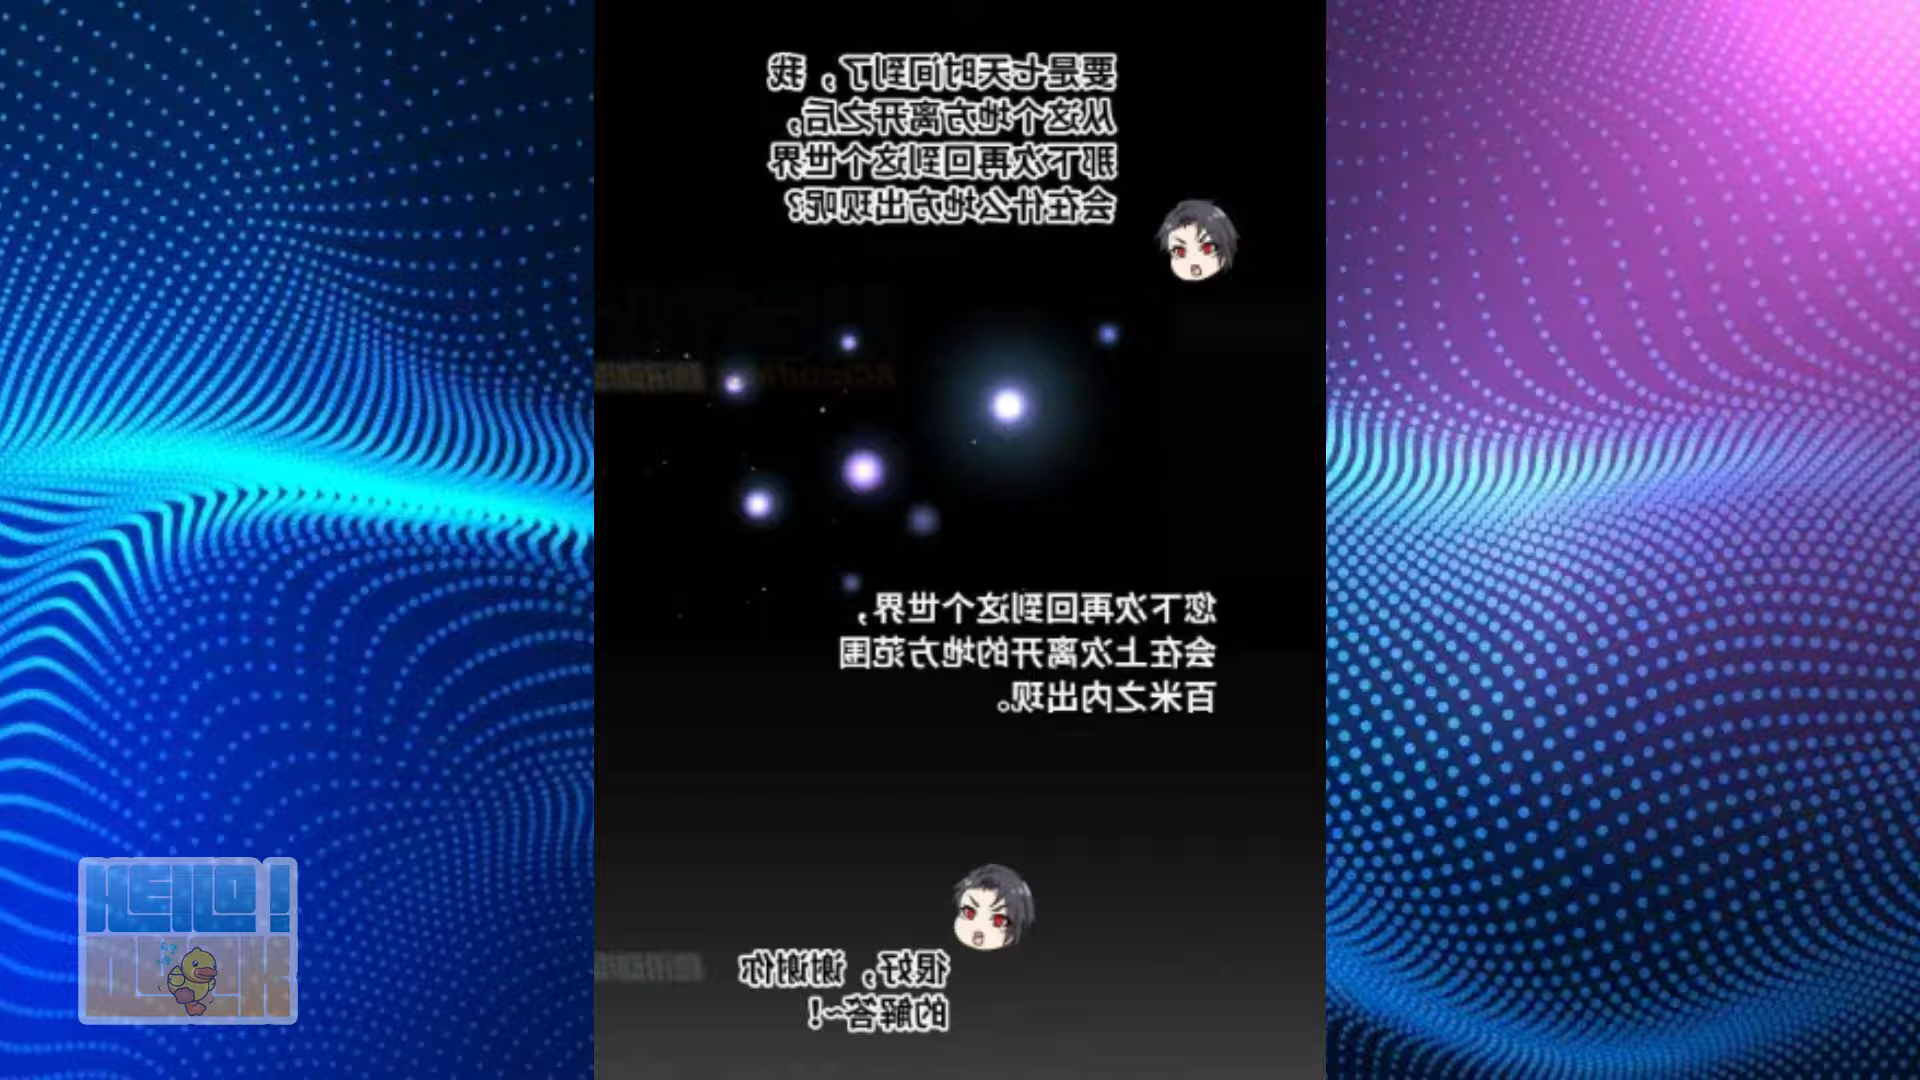 要是七天时间到了，我
从这个地方离开之后，
那下次再回到这个世界
会在什么地方出现呢？
您下次再回到这个世界，
会在上次离开的地方范围
百米之内出现。
很好，谢谢你
的解答~！
HELLO!
DUCK